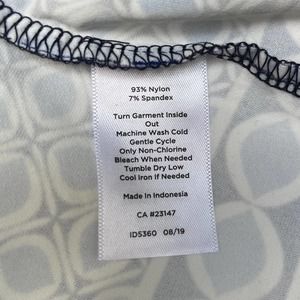 93% Nylon
7% Spandex
Turn Garment Inside
Out
Machine Wash Cold
Gentle Cycle
Only Non-Chlorine
Bleach When Needed
Tumble Dry Low
Cool Iron if Needed
Made in Indonesia
CA #23147
ID5360 08/19